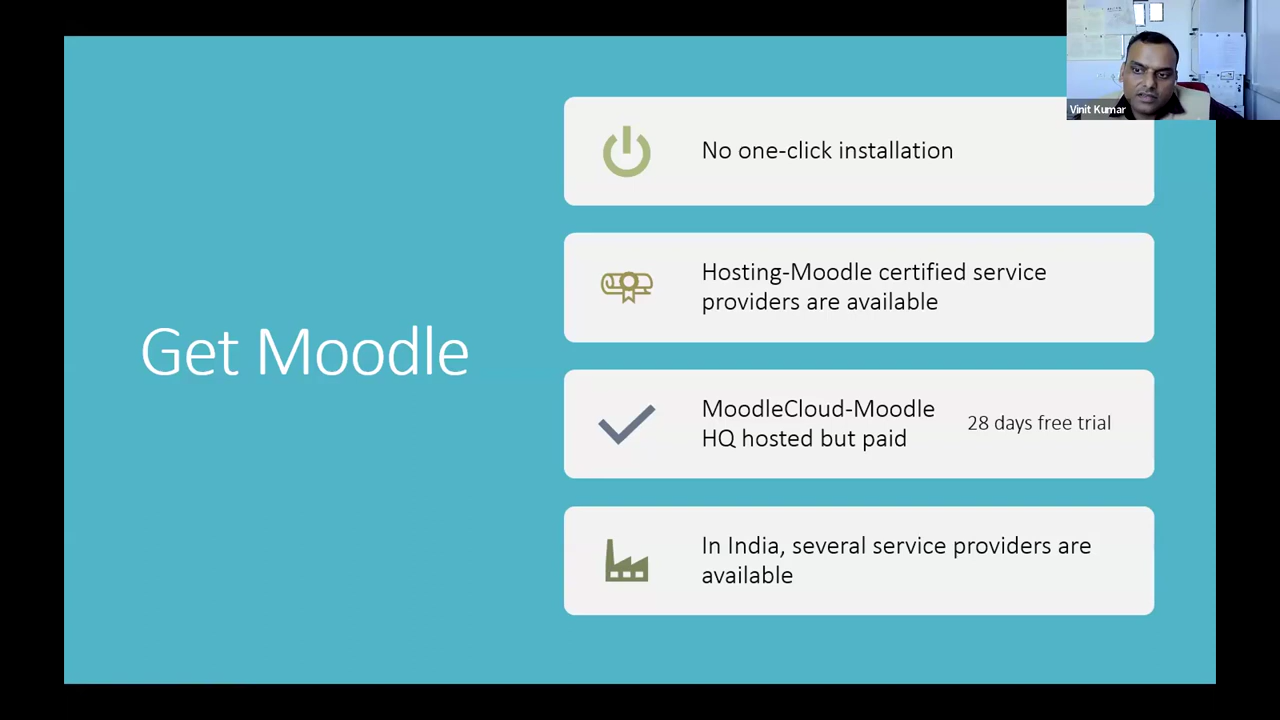 Vinit Kumar
Get Moodle
No one-click installation
Hosting-Moodle certified service
providers are available
MoodleCloud-Moodle
HQ hosted but paid
28 days free trial
In India, several service providers are
available